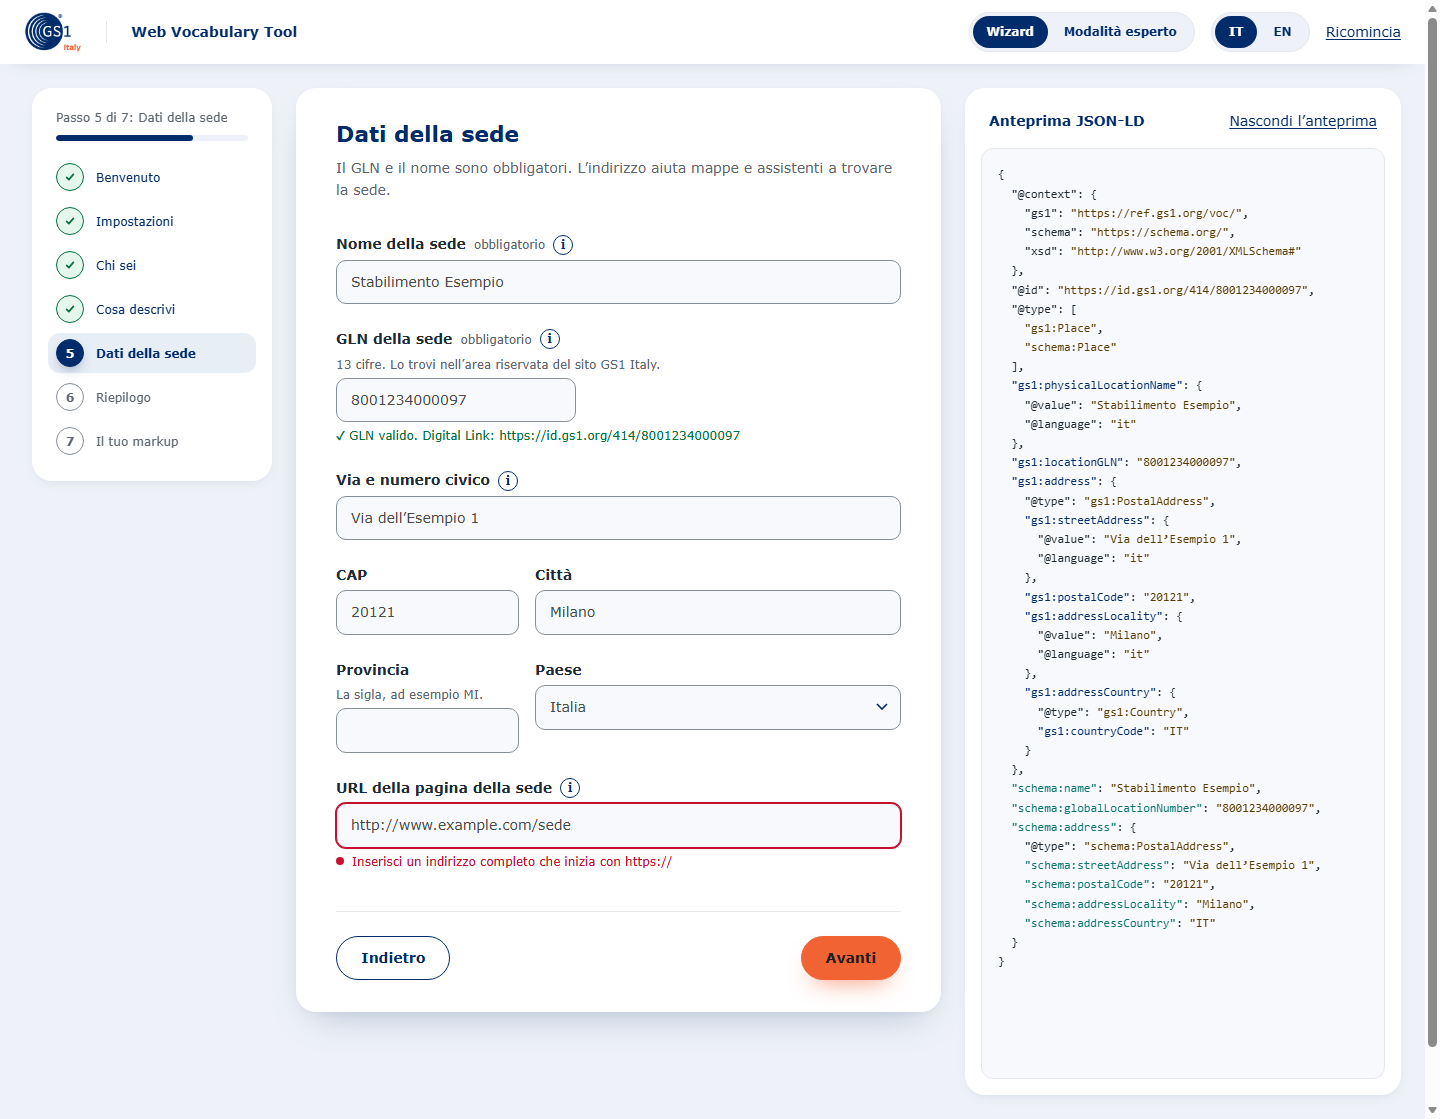 GS1 Italy
Web Vocabulary Tool
Wizard
Modalità esperto
IT
EN
Ricomincia
Passo 5 di 7: Dati della sede
Benvenuto
Impostazioni
Chi sei
Cosa descrivi
5 Dati della sede
6 Riepilogo
7 Il tuo markup
Dati della sede
Il GLN e il nome sono obbligatori. L’indirizzo aiuta mappe e assistenti a trovare
la sede.
Nome della sede obbligatorio i
Stabilimento Esempio
GLN della sede obbligatorio i
13 cifre. Lo trovi nell’area riservata del sito GS1 Italy.
8001234000097
✓ GLN valido. Digital Link: https://id.gs1.org/414/8001234000097
Via e numero civico i
Via dell’Esempio 1
CAP
Città
20121
Milano
Provincia
Paese
La sigla, ad esempio MI.
Italia
URL della pagina della sede i
http://www.example.com/sede
Inserisci un indirizzo completo che inizia con https://
Indietro
Avanti
Anteprima JSON-LD
Nascondi l’anteprima
{
"@context": {
"gs1": "https://ref.gs1.org/voc/",
"schema": "https://schema.org/",
"xsd": "http://www.w3.org/2001/XMLSchema#"
},
"@id": "https://id.gs1.org/414/8001234000097",
"@type": [
"gs1:Place",
"schema:Place"
],
"gs1:physicalLocationName": {
"@value": "Stabilimento Esempio",
"@language": "it"
},
"gs1:locationGLN": "8001234000097",
"gs1:address": {
"@type": "gs1:PostalAddress",
"gs1:streetAddress": {
"@value": "Via dell’Esempio 1",
"@language": "it"
},
"gs1:postalCode": "20121",
"gs1:addressLocality": {
"@value": "Milano",
"@language": "it"
},
"gs1:addressCountry": {
"@type": "gs1:Country",
"gs1:countryCode": "IT"
}
},
"schema:name": "Stabilimento Esempio",
"schema:globalLocationNumber": "8001234000097",
"schema:address": {
"@type": "schema:PostalAddress",
"schema:streetAddress": "Via dell’Esempio 1",
"schema:postalCode": "20121",
"schema:addressLocality": "Milano",
"schema:addressCountry": "IT"
}
}